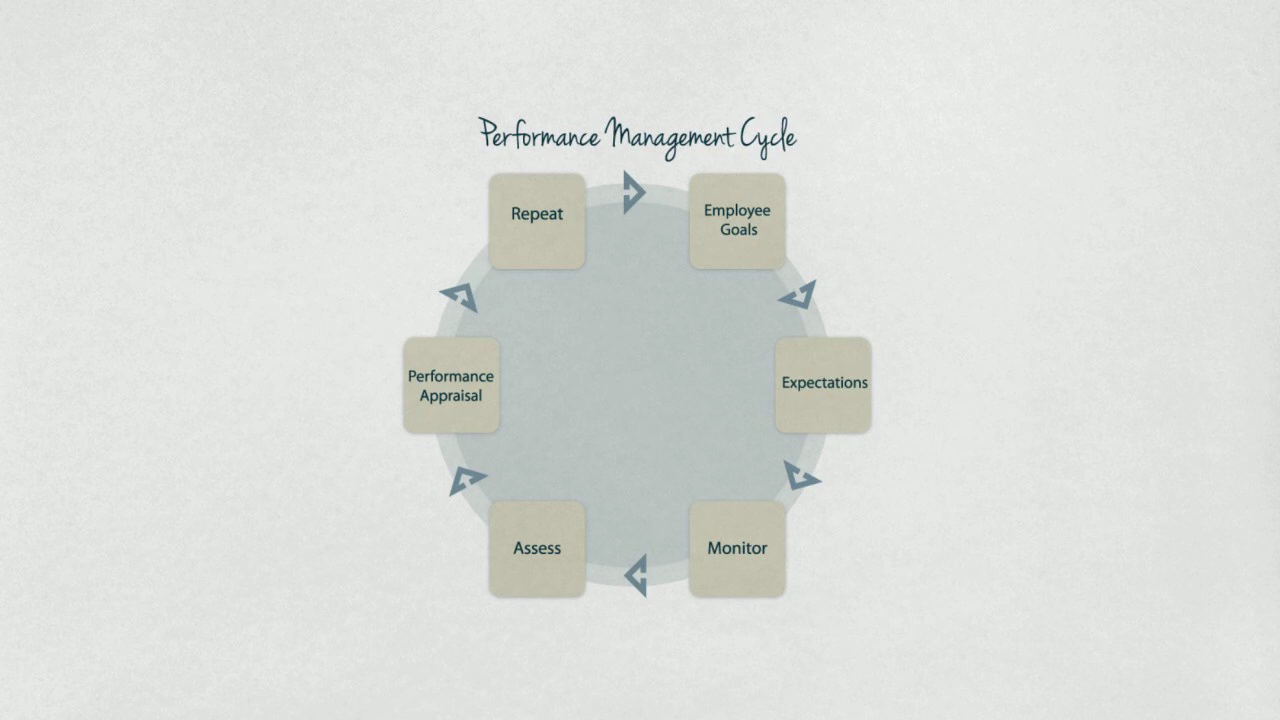 Performance Management Cycle
Repeat
Employee
Goals
Performance
Appraisal
Expectations
Assess
Monitor